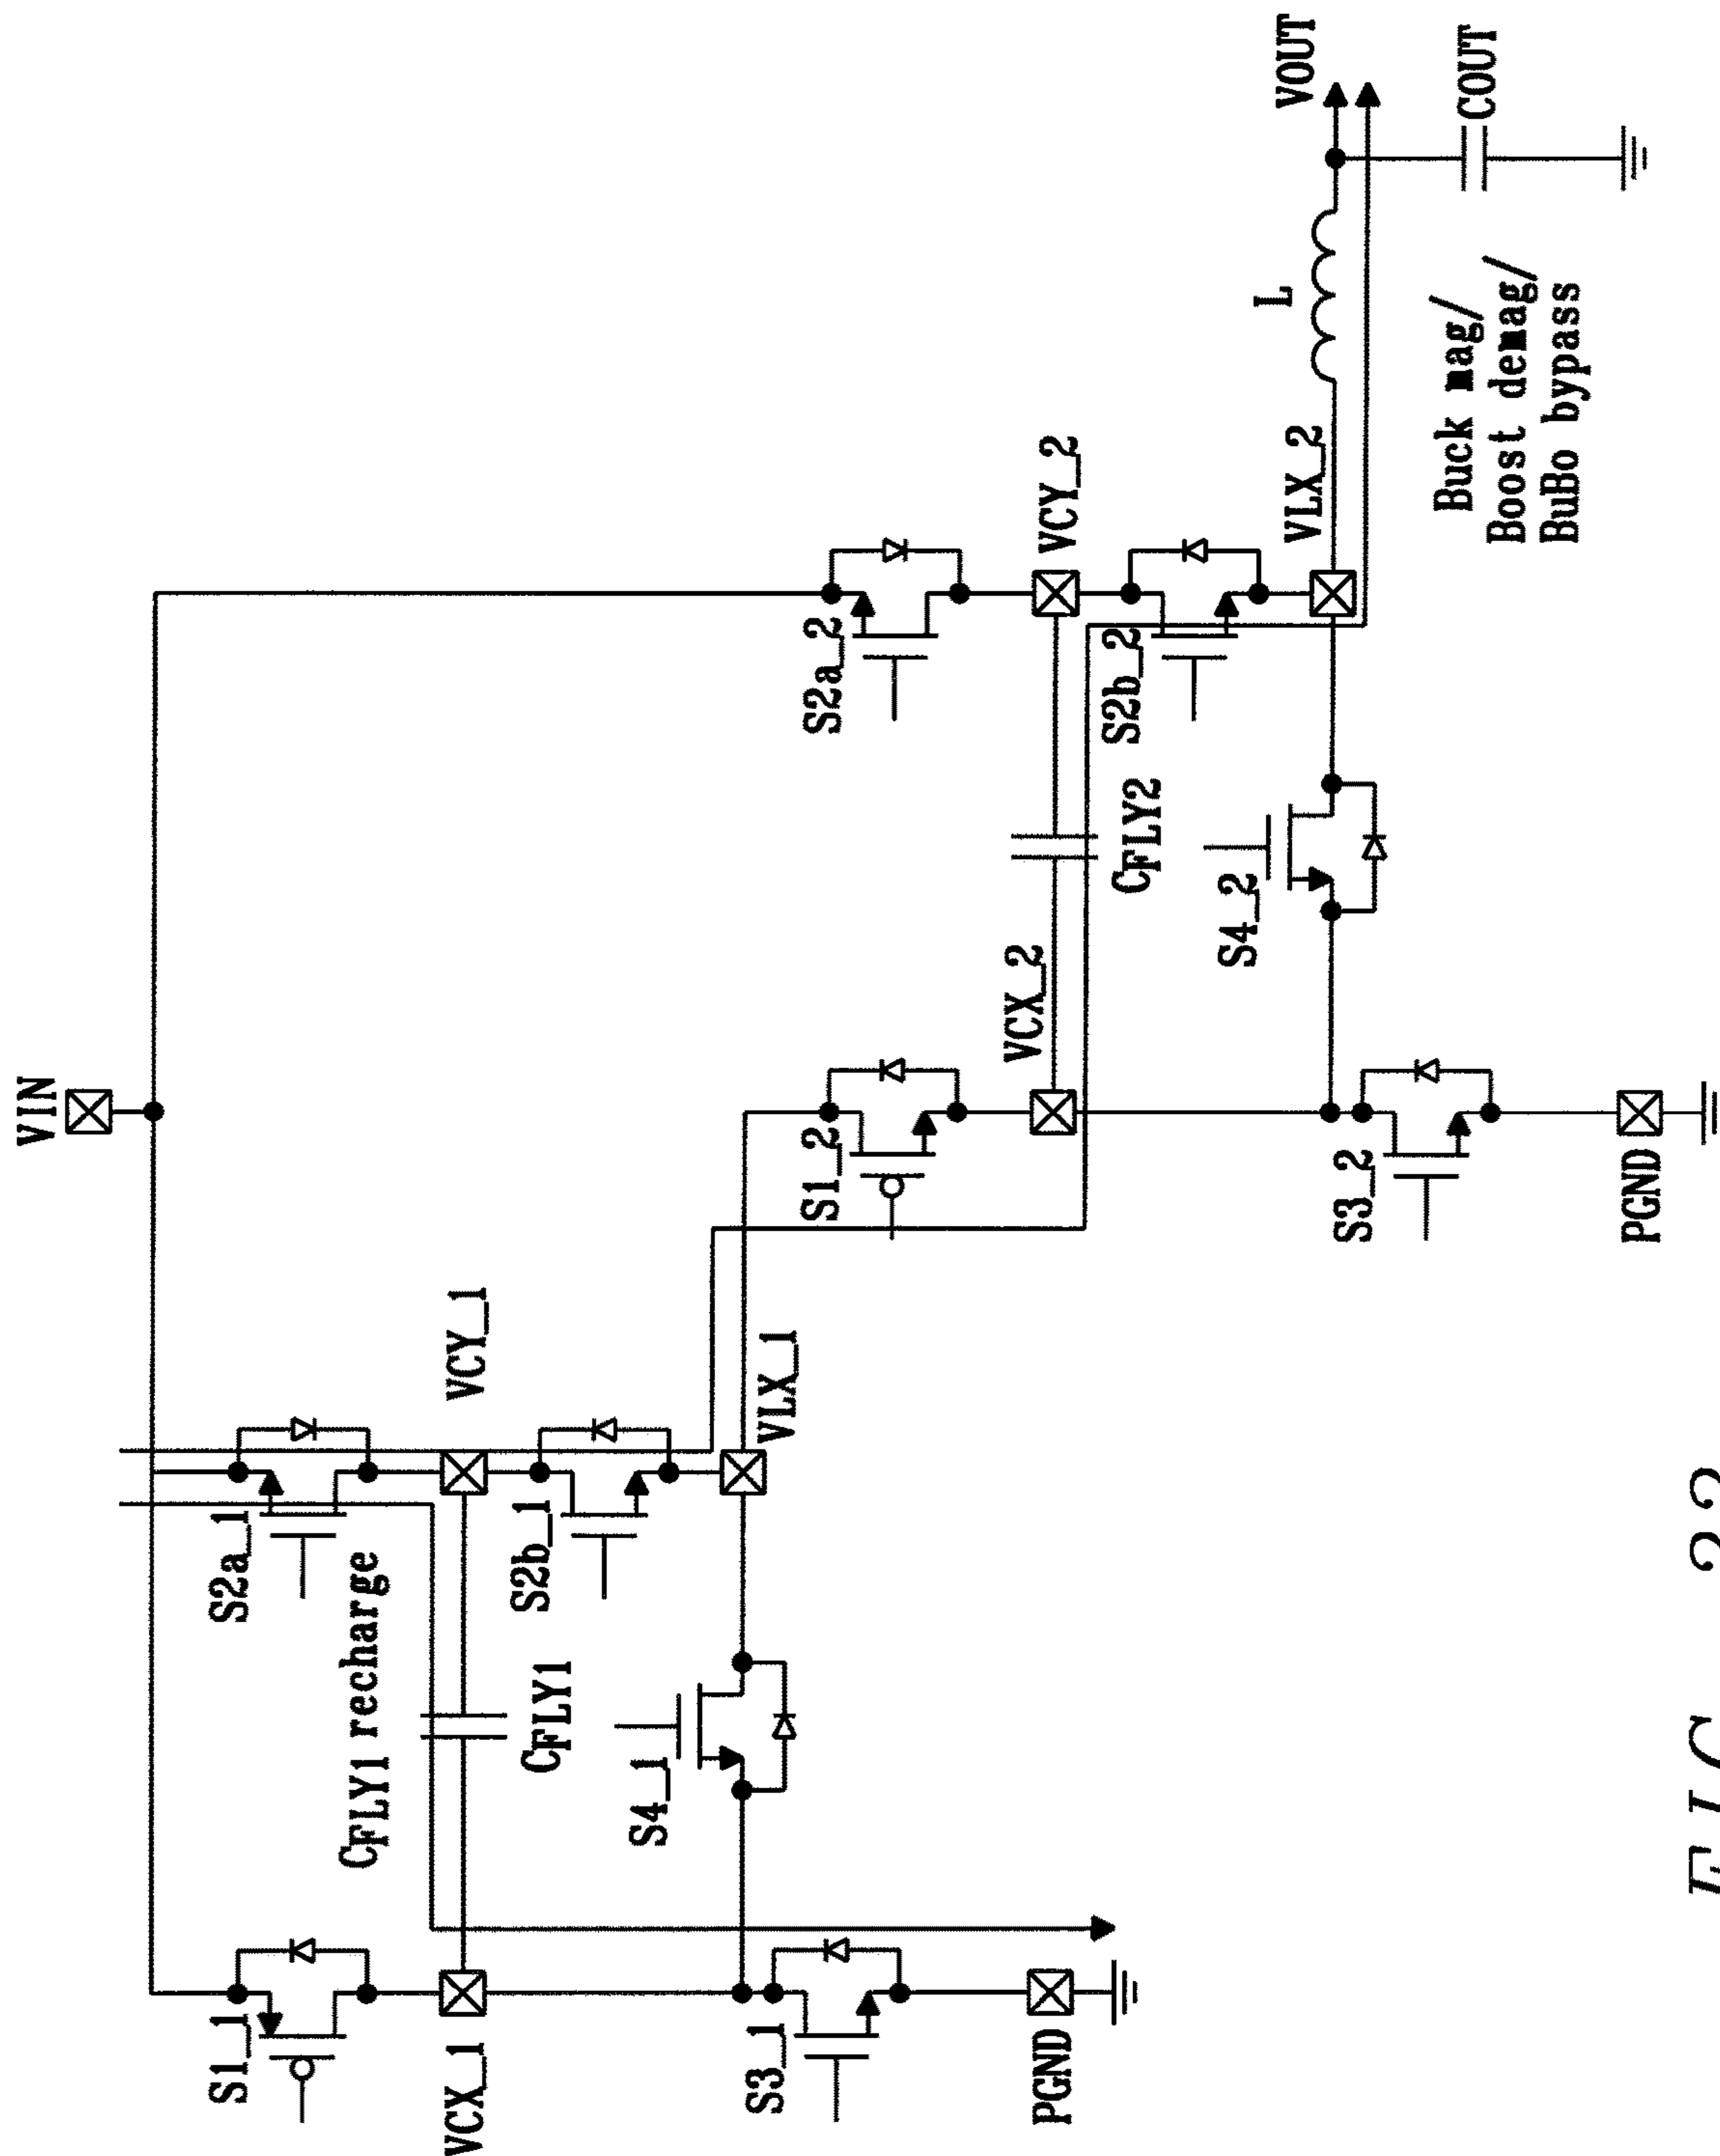 VIN
S1_1
S2a_1
S2a_2
CFLY1 recharge
VCX_1
VCY_1
CFLY1
S2b_1
S4_1
VLX_1
S3_1
PGND
S1_2
VCX_2
VCY_2
CFLY2
S2b_2
S4_2
VLX_2
L
VOUT
COUT
S3_2
PGND
Buck mag/
Boost demag/
BuBo bypass